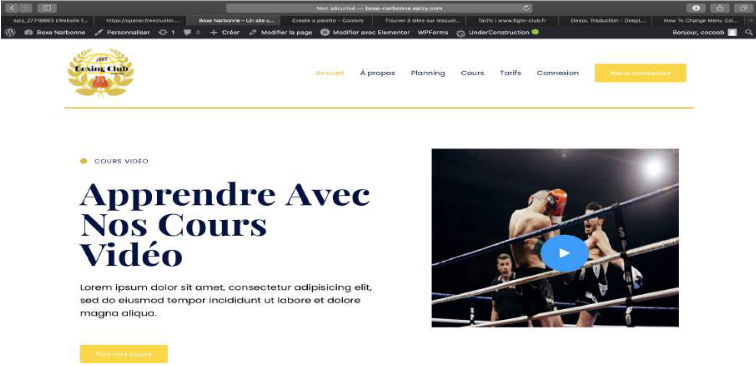 Non sécurisé — boxe-narbonne.epizy.com
epiz_27718663 (Website f...
https://cpanel.freecluster...
Boxe Narbonne – Un site u...
Create a palette - Coolors
Trouver 3 sites sur lesquel...
Tarifs | www.fight-club.fr
DeepL Traduction - DeepL...
How To Change Menu Col...
Boxe Narbonne Personnaliser 1 0 Créer Modifier la page Modifier avec Elementor WPForms UnderConstruction Bonjour, cocoob
Boxing Club
Accueil À propos Planning Cours Tarifs Connexion Nous contacter
COURS VIDÉO
Apprendre Avec
Nos Cours
Vidéo
Lorem ipsum dolor sit amet, consectetur adipisicing elit,
sed do eiusmod tempor incididunt ut labore et dolore
magna aliqua.
Voir nos cours